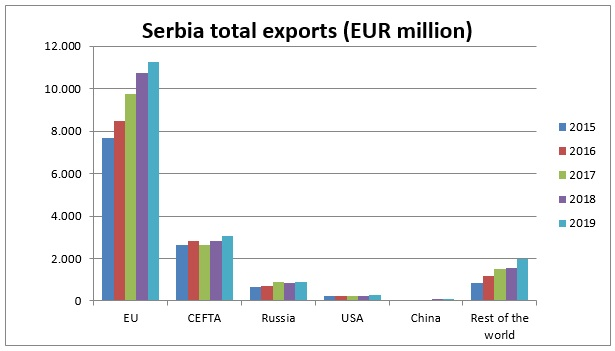 Serbia total exports (EUR million)
12.000
10.000
8.000
6.000
4.000
2.000
0
EU
CEFTA
Russia
USA
China
Rest of the
world
2015
2016
2017
2018
2019